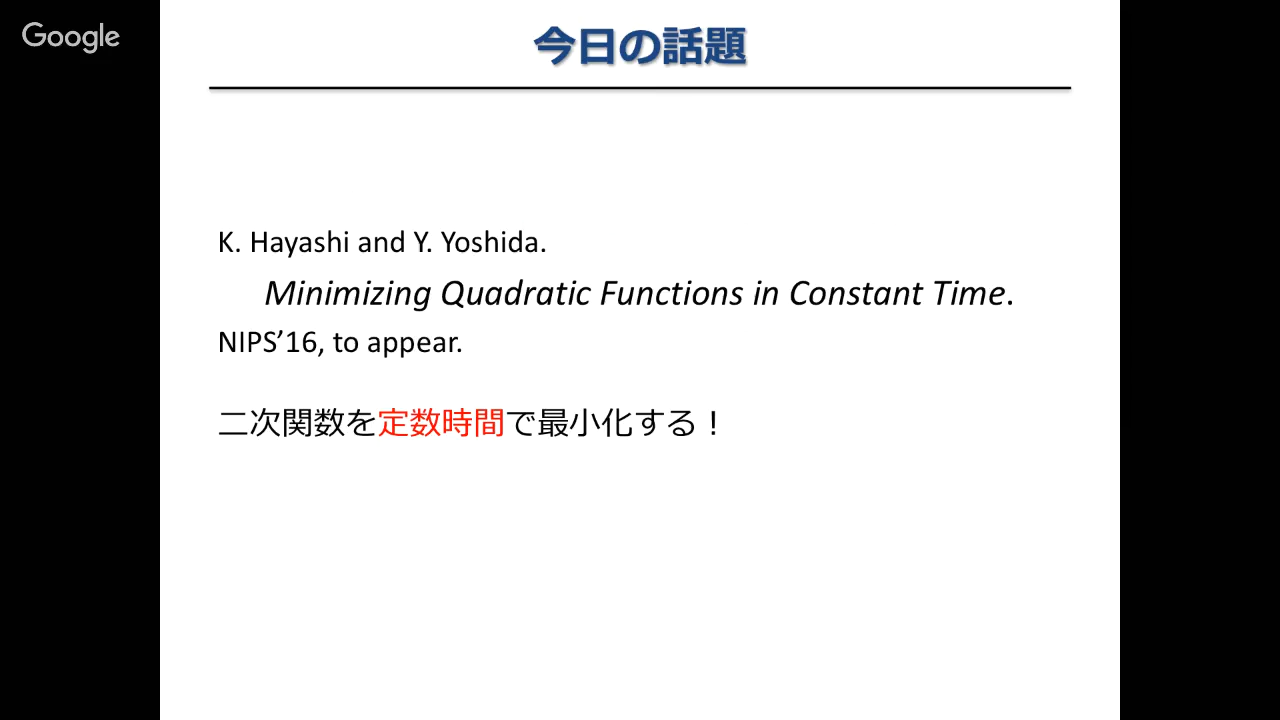 Google
今日の話題
K. Hayashi and Y. Yoshida.
Minimizing Quadratic Functions in Constant Time.
NIPS’16, to appear.
二次関数を定数時間で最小化する！